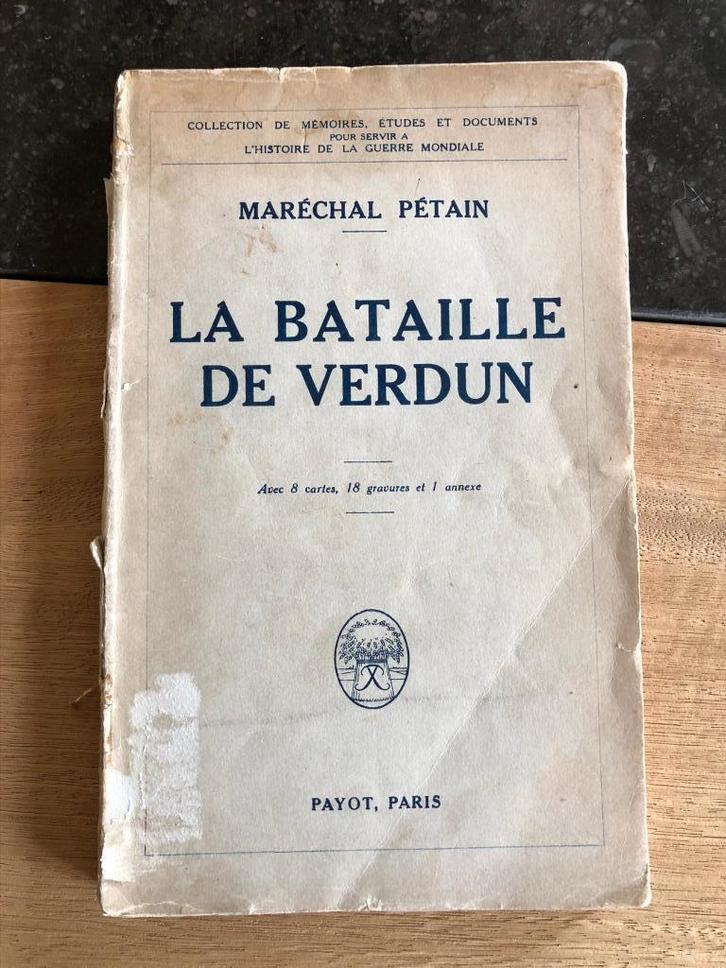 COLLECTION DE MÉMOIRES, ÉTUDES ET DOCUMENTS
POUR SERVIR A
L'HISTOIRE DE LA GUERRE MONDIALE
MARÉCHAL PÉTAIN
LA BATAILLE
DE VERDUN
Avec 8 cartes, 18 gravures et 1 annexe
PAYOT, PARIS